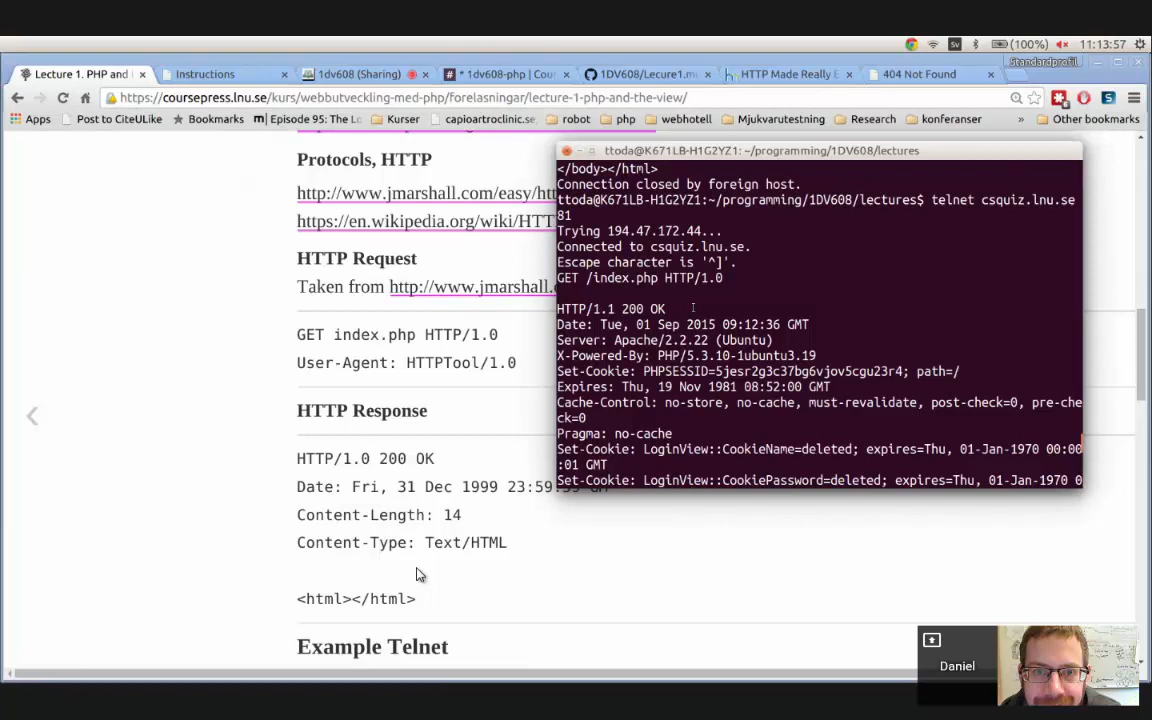 Sv
(100%)
11:13:57
Lecture 1. PHP and
Instructions
1dv608 (Sharing)
* 1dv608-php | Cou
1DV608/Lecure1.m
HTTP Made Really E
404 Not Found
Standardprofil
https://coursepress.lnu.se/kurs/webbutveckling-med-php/forelasningar/lecture-1-php-and-the-view/
Apps
Post to CiteULike
Bookmarks
Episode 95: The Lo
Kurser
capioartroclinic.se,
robot
php
webhotell
Mjukvarutestning
Research
konferanser
»
Other bookmarks
Protocols, HTTP
http://www.jmarshall.com/easy/htt
https://en.wikipedia.org/wiki/HTT
HTTP Request
Taken from http://www.jmarshall.
GET index.php HTTP/1.0
User-Agent: HTTPTool/1.0
HTTP Response
HTTP/1.0 200 OK
Date: Fri, 31 Dec 1999 23:59:59 GMT
Content-Length: 14
Content-Type: Text/HTML
<html></html>
Example Telnet
ttoda@K671LB-H1G2YZ1: ~/programming/1DV608/lectures
</body></html>
Connection closed by foreign host.
ttoda@K671LB-H1G2YZ1:~/programming/1DV608/lectures$ telnet csquiz.lnu.se
81
Trying 194.47.172.44...
Connected to csquiz.lnu.se.
Escape character is '^]'.
GET /index.php HTTP/1.0
HTTP/1.1 200 OK
Date: Tue, 01 Sep 2015 09:12:36 GMT
Server: Apache/2.2.22 (Ubuntu)
X-Powered-By: PHP/5.3.10-1ubuntu3.19
Set-Cookie: PHPSESSID=5jesr2g3c37bg6vjov5cgu23r4; path=/
Expires: Thu, 19 Nov 1981 08:52:00 GMT
Cache-Control: no-store, no-cache, must-revalidate, post-check=0, pre-che
ck=0
Pragma: no-cache
Set-Cookie: LoginView::CookieName=deleted; expires=Thu, 01-Jan-1970 00:00
:01 GMT
Set-Cookie: LoginView::CookiePassword=deleted; expires=Thu, 01-Jan-1970 0
Daniel